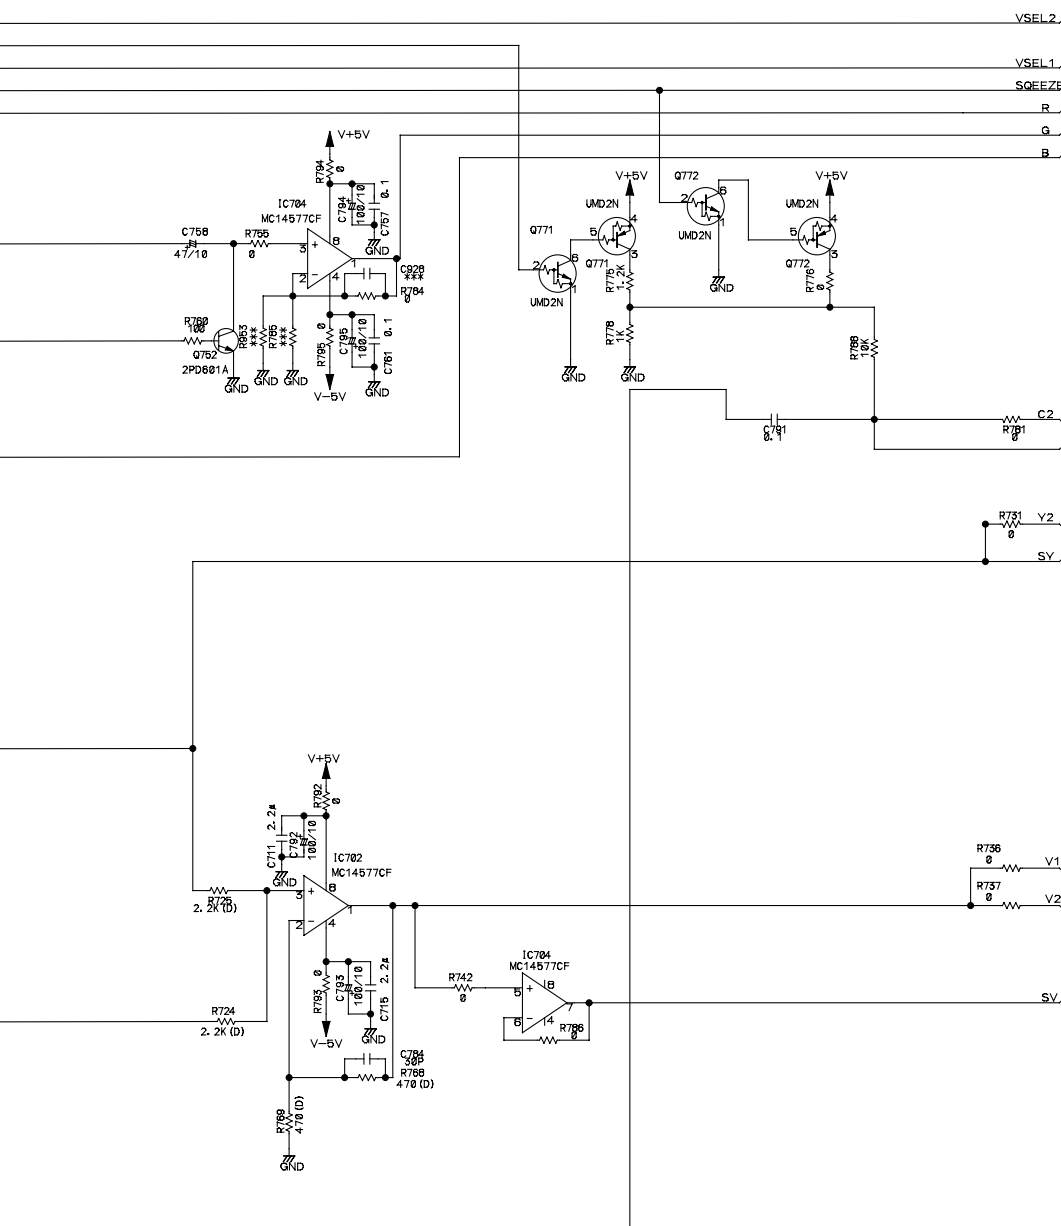 VSEL2
VSEL1
SQEEZE
R
G
B
V+5V
R794
0
C794
100/10
0.1
C757
GND
IC704
MC14577CF
C758
47/10
R755
0
3
+
8
1
2
−
4
C928
***
R784
0
R760
100
Q752
2PD601A
GND
R953
***
GND
R785
***
GND
R795
0
C795
100/10
0.1
C761
GND
V−5V
Q771
2
6
1
UMD2N
GND
V+5V
UMD2N
4
5
3
Q771
R775
1.2K
R778
1K
GND
Q772
2
6
1
UMD2N
GND
V+5V
UMD2N
4
5
3
Q772
R776
0
R788
10K
C791
0.1
C2
R781
0
R731
0
Y2
SY
V+5V
R792
0
2.2μ
C711
C792
100/10
GND
IC702
MC14577CF
3
+
8
1
2
−
4
R725
2.2K(D)
R724
2.2K(D)
R793
0
C793
100/10
2.2μ
C715
GND
V−5V
C784
30P
R768
470(D)
R769
470(D)
GND
R742
0
IC704
MC14577CF
5
+
8
7
6
−
4
R786
0
R736
0
V1
R737
0
V2
SV